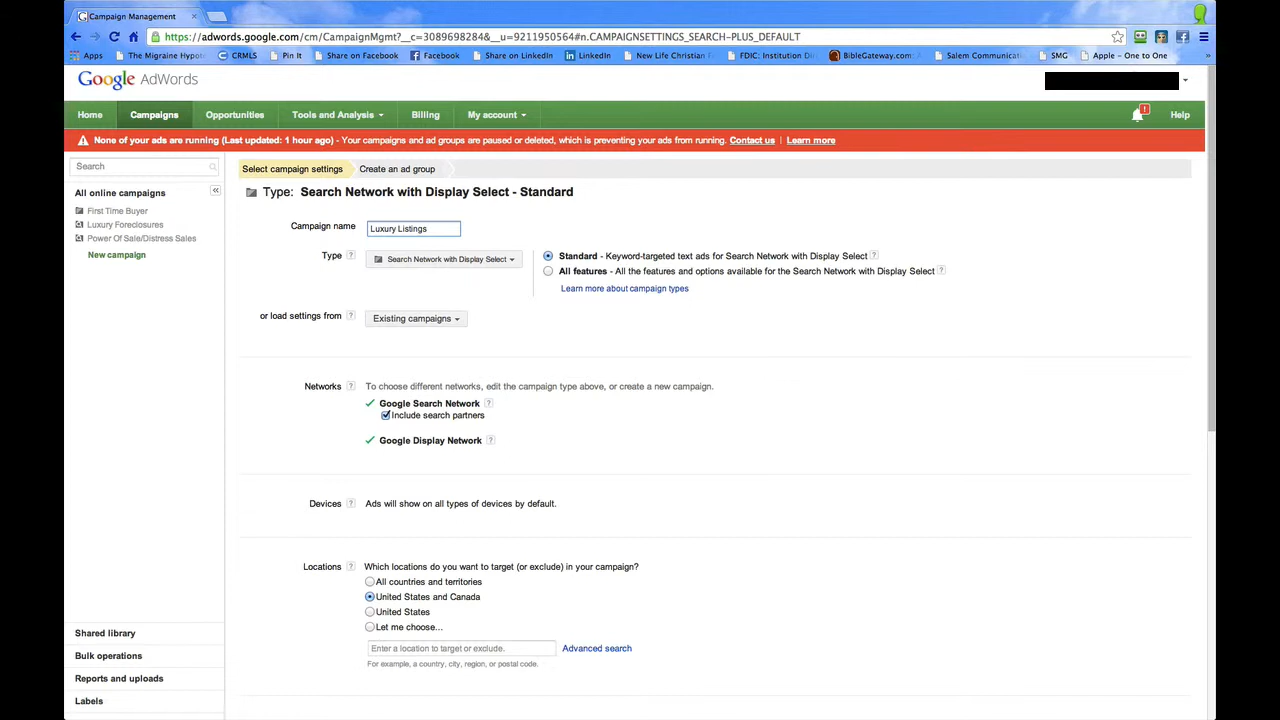 Campaign Management
https://adwords.google.com/cm/CampaignMgmt?__c=3089698284&__u=9211950564#n.CAMPAIGNSETTINGS_SEARCH-PLUS_DEFAULT
Apps The Migraine Hypot CRMLS Pin It Share on Facebook Facebook Share on LinkedIn LinkedIn New Life Christian F FDIC: Institution Di BibleGateway.com: Salem Communicat SMG Apple – One to One »
Google AdWords
Home Campaigns Opportunities Tools and Analysis Billing My account ! Help
None of your ads are running (Last updated: 1 hour ago) - Your campaigns and ad groups are paused or deleted, which is preventing your ads from running. Contact us Learn more
Search
Select campaign settings Create an ad group
All online campaigns «
Type: Search Network with Display Select - Standard
First Time Buyer
Luxury Foreclosures
Power Of Sale/Distress Sales
New campaign
Campaign name Luxury Listings
Type ? Search Network with Display Select
Standard - Keyword-targeted text ads for Search Network with Display Select ?
All features - All the features and options available for the Search Network with Display Select ?
Learn more about campaign types
or load settings from ? Existing campaigns
Networks ? To choose different networks, edit the campaign type above, or create a new campaign.
Google Search Network ?
Include search partners
Google Display Network ?
Devices ? Ads will show on all types of devices by default.
Locations ? Which locations do you want to target (or exclude) in your campaign?
All countries and territories
United States and Canada
United States
Let me choose...
Enter a location to target or exclude. Advanced search
For example, a country, city, region, or postal code.
Shared library
Bulk operations
Reports and uploads
Labels